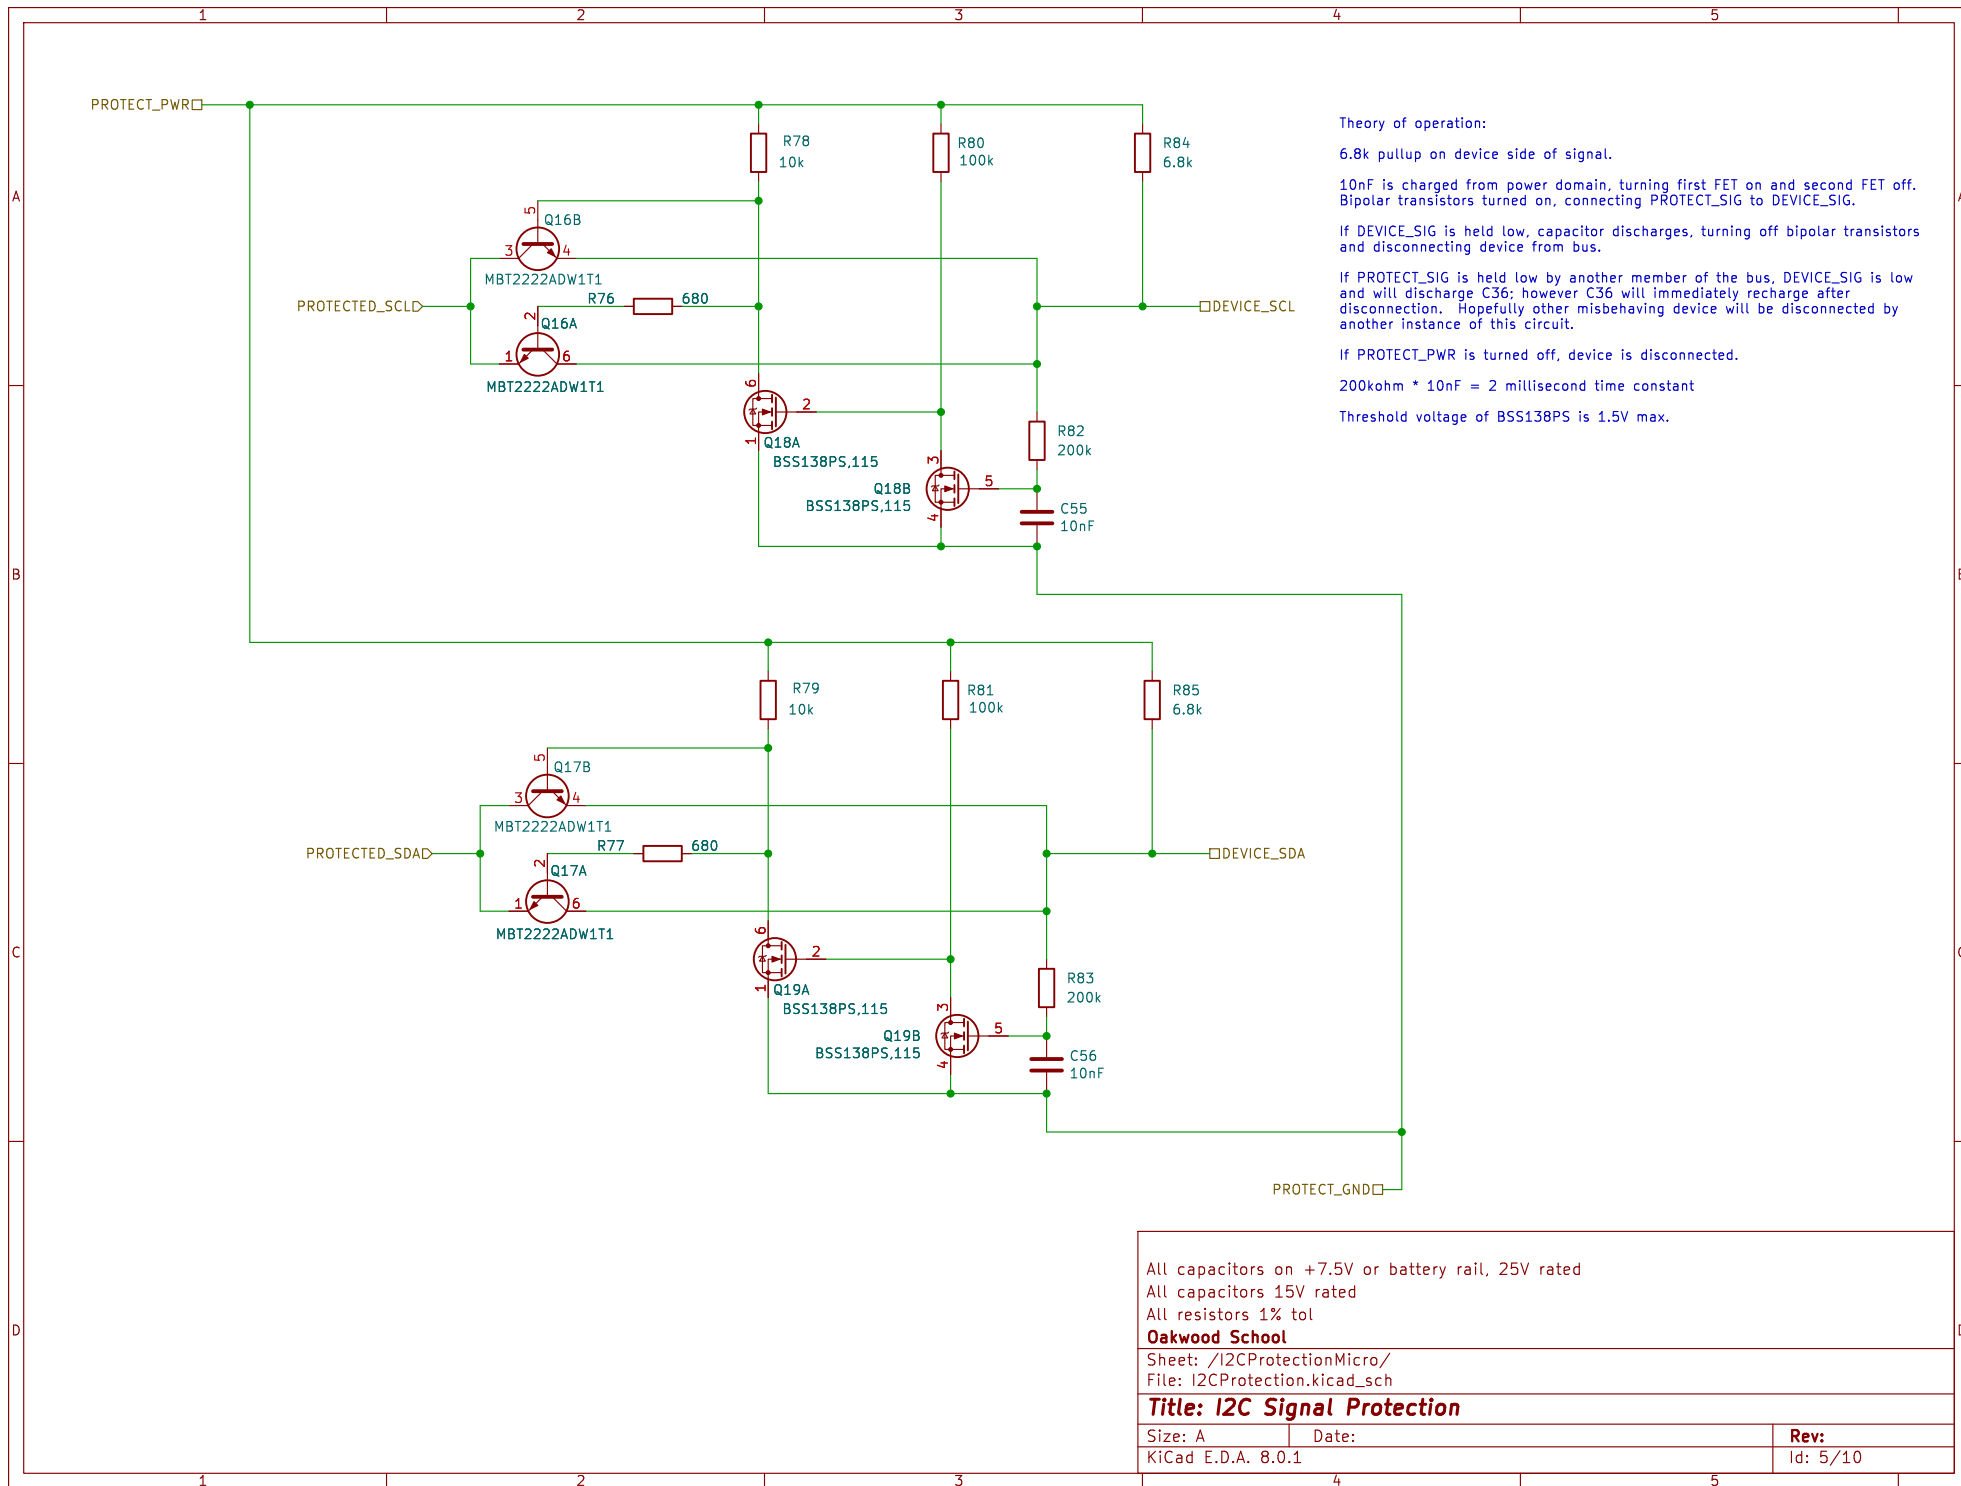 1 2 3 4 5
PROTECT_PWR
R78
10k
R80
100k
R84
6.8k
Theory of operation:
6.8k pullup on device side of signal.
10nF is charged from power domain, turning first FET on and second FET off.
Bipolar transistors turned on, connecting PROTECT_SIG to DEVICE_SIG.
If DEVICE_SIG is held low, capacitor discharges, turning off bipolar transistors
and disconnecting device from bus.
If PROTECT_SIG is held low by another member of the bus, DEVICE_SIG is low
and will discharge C36; however C36 will immediately recharge after
disconnection. Hopefully other misbehaving device will be disconnected by
another instance of this circuit.
If PROTECT_PWR is turned off, device is disconnected.
200kohm * 10nF = 2 millisecond time constant
Threshold voltage of BSS138PS is 1.5V max.
A
5
Q16B
3
4
MBT2222ADW1T1
R76
680
PROTECTED_SCL
DEVICE_SCL
2
Q16A
1
6
MBT2222ADW1T1
6
2
1
Q18A
BSS138PS,115
R82
200k
3
Q18B
5
BSS138PS,115
4
C55
10nF
B
R79
10k
R81
100k
R85
6.8k
5
Q17B
3
4
MBT2222ADW1T1
R77
680
PROTECTED_SDA
DEVICE_SDA
2
Q17A
1
6
MBT2222ADW1T1
6
2
C
1
Q19A
BSS138PS,115
R83
200k
3
Q19B
5
BSS138PS,115
4
C56
10nF
PROTECT_GND
All capacitors on +7.5V or battery rail, 25V rated
All capacitors 15V rated
All resistors 1% tol
D
Oakwood School
Sheet: /I2CProtectionMicro/
File: I2CProtection.kicad_sch
Title: I2C Signal Protection
Size: A
Date:
Rev:
KiCad E.D.A. 8.0.1
Id: 5/10
1 2 3 4 5